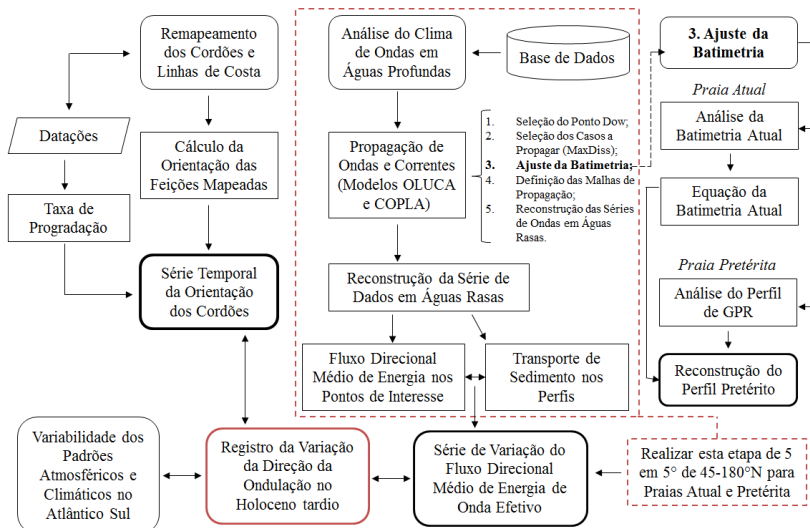 Remapeamento
dos Cordões e
Linhas de Costa
Datações
Cálculo da
Orientação das
Feições Mapeadas
Taxa de
Progradação
Série Temporal
da Orientação
dos Cordões
Análise do Clima
de Ondas em
Águas Profundas
Base de Dados
Propagação de
Ondas e Correntes
(Modelos OLUCA
e COPLA)
1. Seleção do Ponto Dow;
2. Seleção dos Casos a
Propagar (MaxDiss);
3. Ajuste da Batimetria;
4. Definição das Malhas de
Propagação;
5. Reconstrução das Séries
de Ondas em Águas
Rasas.
Reconstrução da Série de
Dados em Águas Rasas
Fluxo Direcional
Médio de Energia nos
Pontos de Interesse
Transporte de
Sedimento nos
Perfis
3. Ajuste da
Batimetria
Praia Atual
Análise da
Batimetria Atual
Equação da
Batimetria Atual
Praia Pretérita
Análise do Perfil
de GPR
Reconstrução do
Perfil Pretérito
Variabilidade dos
Padrões
Atmosféricos e
Climáticos no
Atlântico Sul
Registro da Variação
da Direção da
Ondulação no
Holoceno tardio
Série de Variação do
Fluxo Direcional
Médio de Energia de
Onda Efetivo
Realizar esta etapa de 5
em 5° de 45-180°N para
Praias Atual e Pretérita